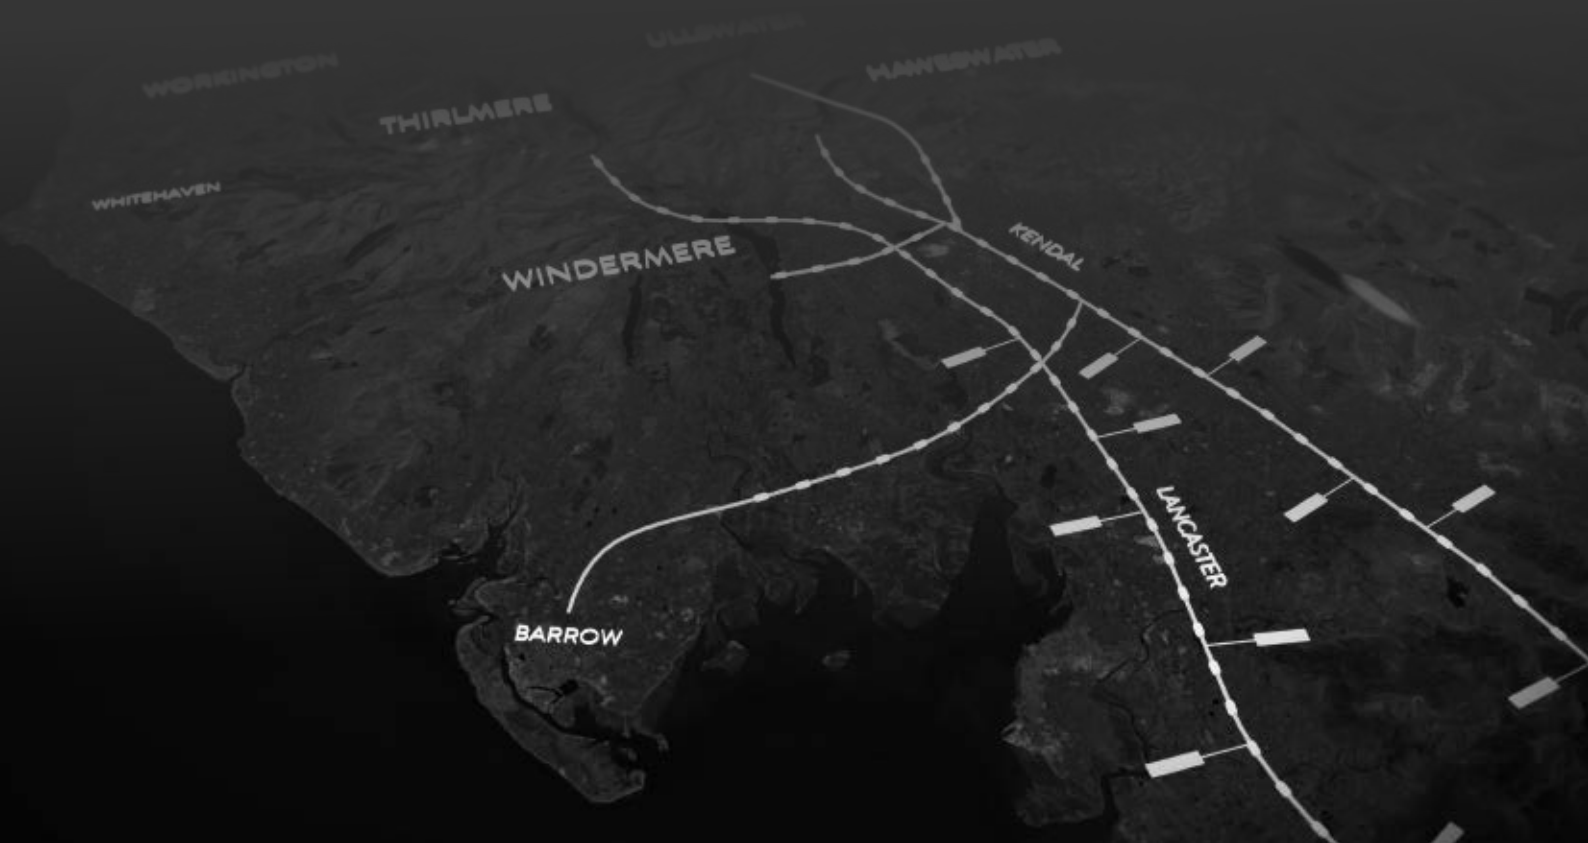 ULLSWATER
HAWESWATER
WORKINGTON
THIRLMERE
WHITEHAVEN
KENDAL
WINDERMERE
LANCASTER
BARROW